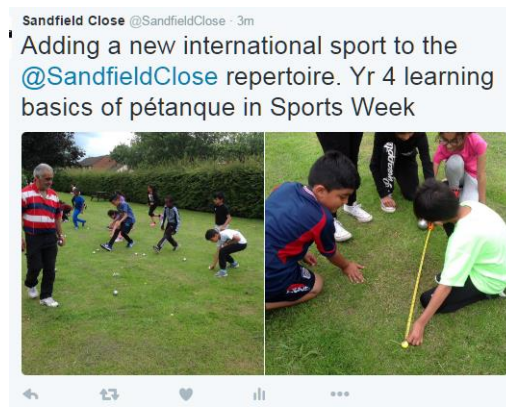 Sandfield Close @SandfieldClose · 3m
Adding a new international sport to the
@SandfieldClose repertoire. Yr 4 learning
basics of pétanque in Sports Week